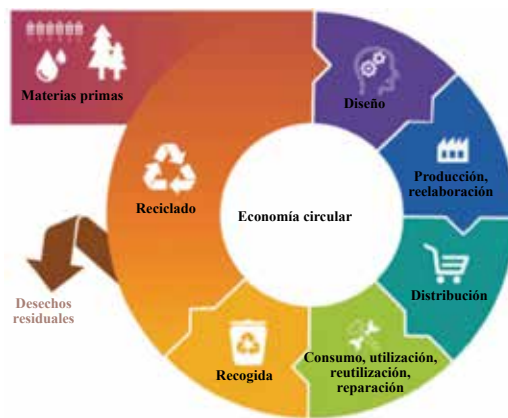 Materias primas
Diseño
Producción,
reelaboración
Distribución
Consumo, utilización,
reutilización,
reparación
Recogida
Reciclado
Desechos
residuales
Economía circular